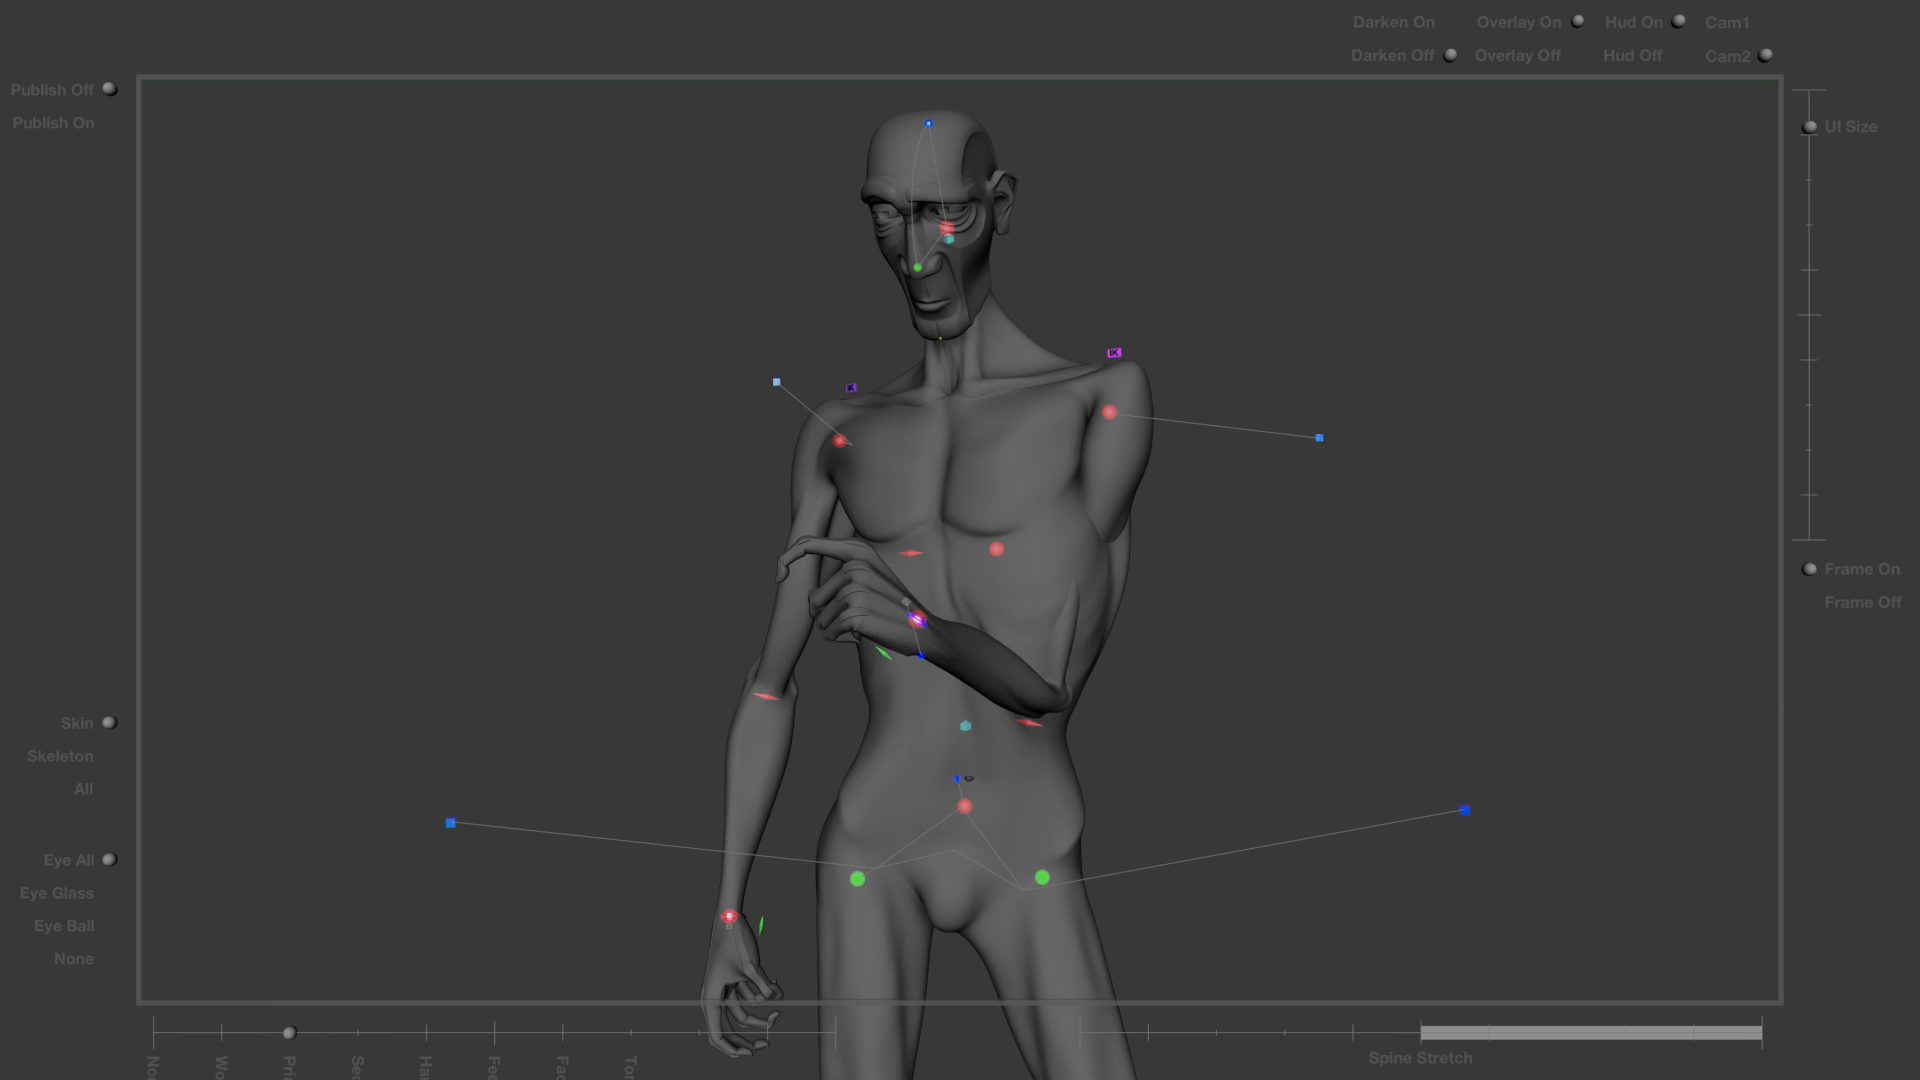 Darken On Overlay On Hud On Cam1
Darken Off Overlay Off Hud Off Cam2
Publish Off
Publish On
UI Size
IK
Frame On
Frame Off
Skin
Skeleton
All
Eye All
Eye Glass
Eye Ball
None
Spine Stretch